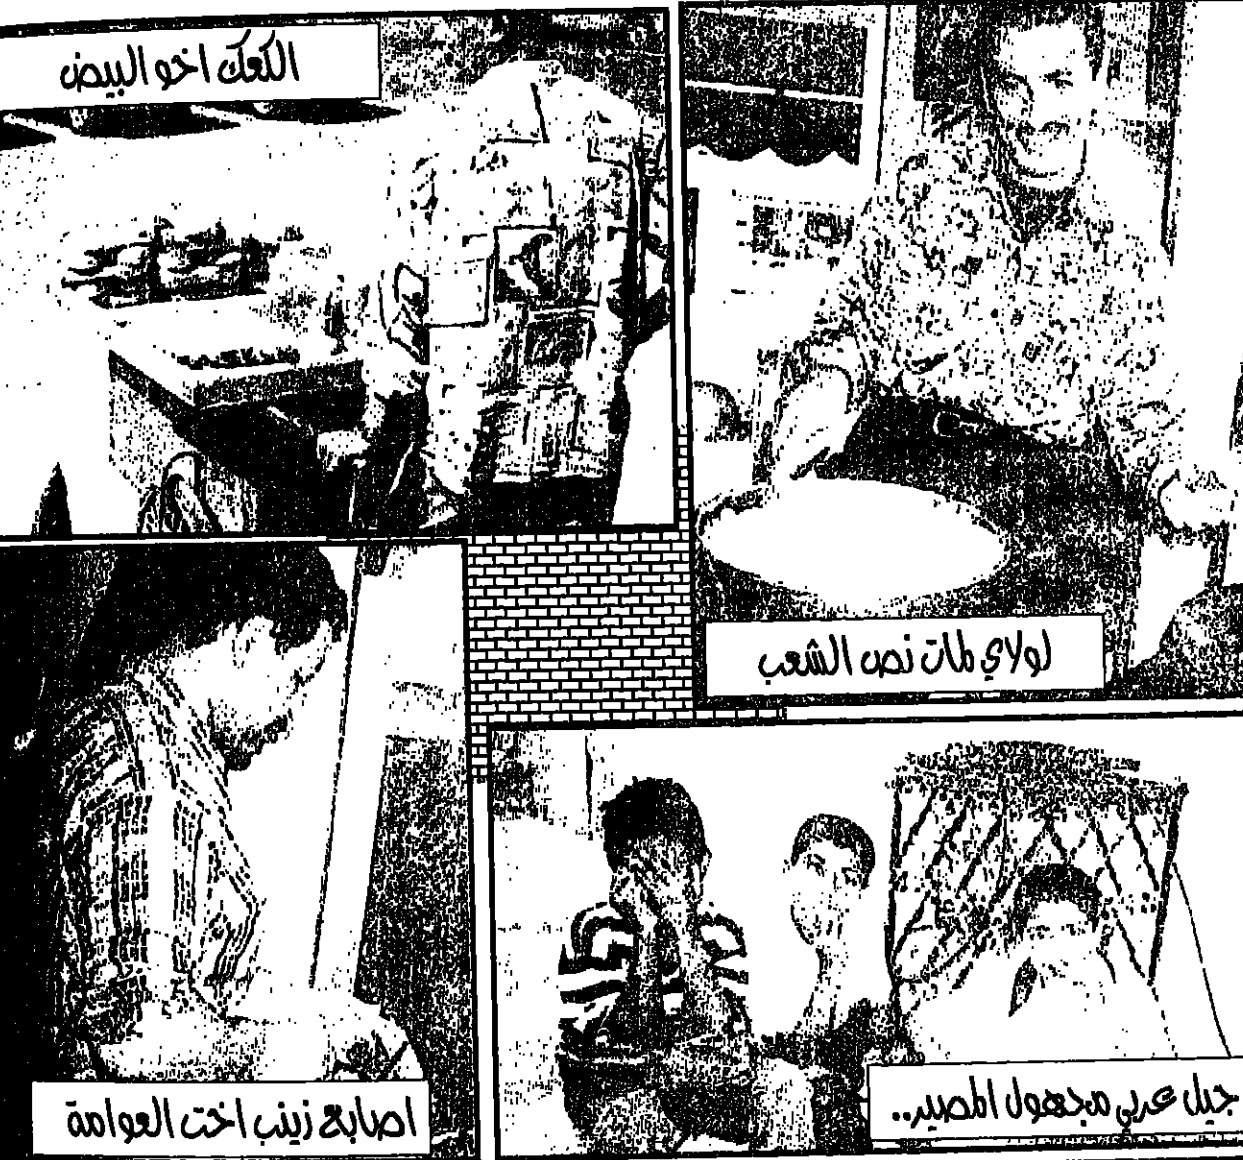 الكعك اخو البيض
لولاي لمات نص الشعب
اصابع زينب اخت العوامة
جيل عربي مجهول المصير..